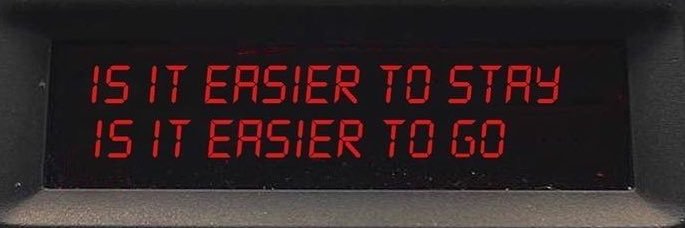 IS IT EASIER TO STAY
IS IT EASIER TO GO